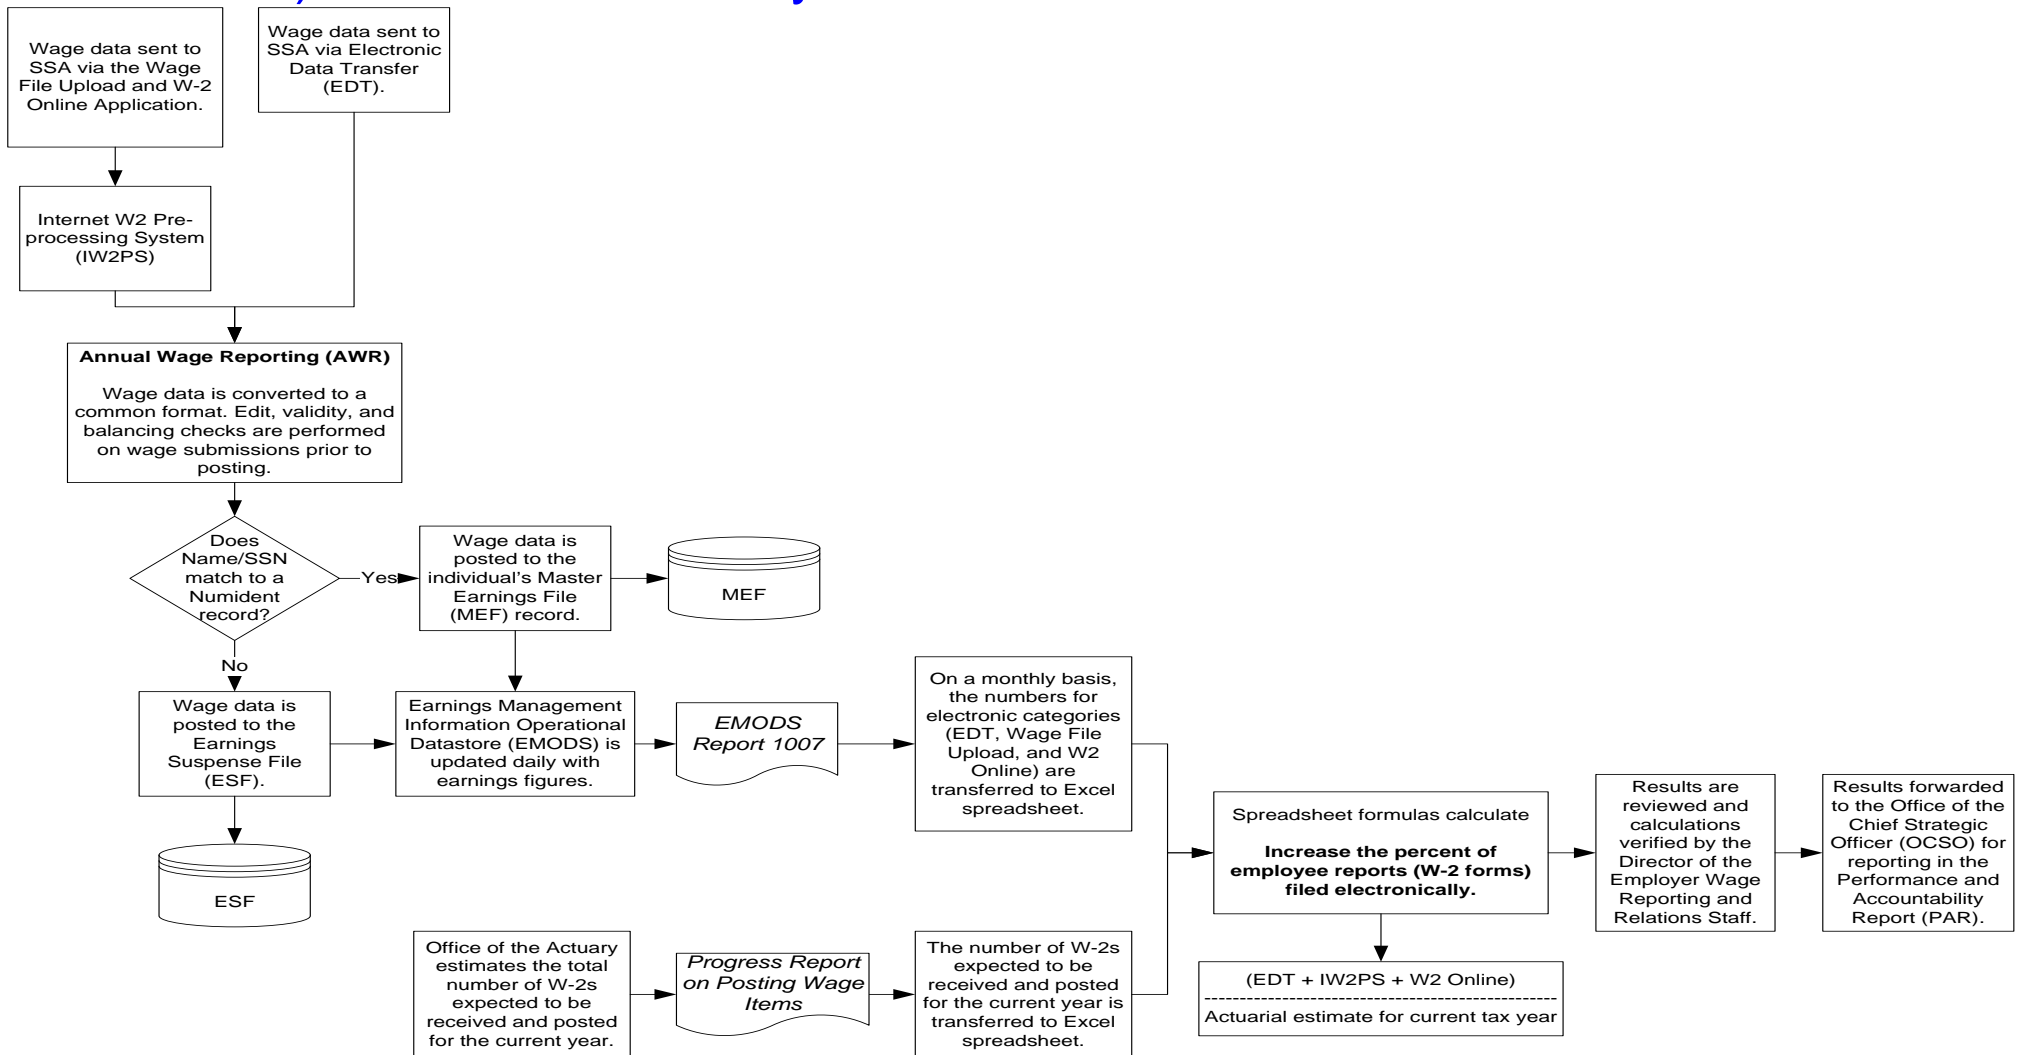 Wage data sent to
SSA via the Wage
File Upload and W-2
Online Application.
Wage data sent to
SSA via Electronic
Data Transfer
(EDT).
Internet W2 Pre-
processing System
(IW2PS)
Annual Wage Reporting (AWR)
Wage data is converted to a
common format. Edit, validity, and
balancing checks are performed
on wage submissions prior to
posting.
Does
Name/SSN
match to a
Numident
record?
Yes
Wage data is
posted to the
individual's Master
Earnings File
(MEF) record.
MEF
No
Wage data is
posted to the
Earnings
Suspense File
(ESF).
ESF
Earnings Management
Information Operational
Datastore (EMODS) is
updated daily with
earnings figures.
EMODS
Report 1007
On a monthly basis,
the numbers for
electronic categories
(EDT, Wage File
Upload, and W2
Online) are
transferred to Excel
spreadsheet.
Office of the Actuary
estimates the total
number of W-2s
expected to be
received and posted
for the current year.
Progress Report
on Posting Wage
Items
The number of W-2s
expected to be
received and posted
for the current year is
transferred to Excel
spreadsheet.
Spreadsheet formulas calculate
Increase the percent of
employee reports (W-2 forms)
filed electronically.
(EDT + IW2PS + W2 Online)
----------------------------------------------------
Actuarial estimate for current tax year
Results are
reviewed and
calculations
verified by the
Director of the
Employer Wage
Reporting and
Relations Staff.
Results forwarded
to the Office of the
Chief Strategic
Officer (OCSO) for
reporting in the
Performance and
Accountability
Report (PAR).